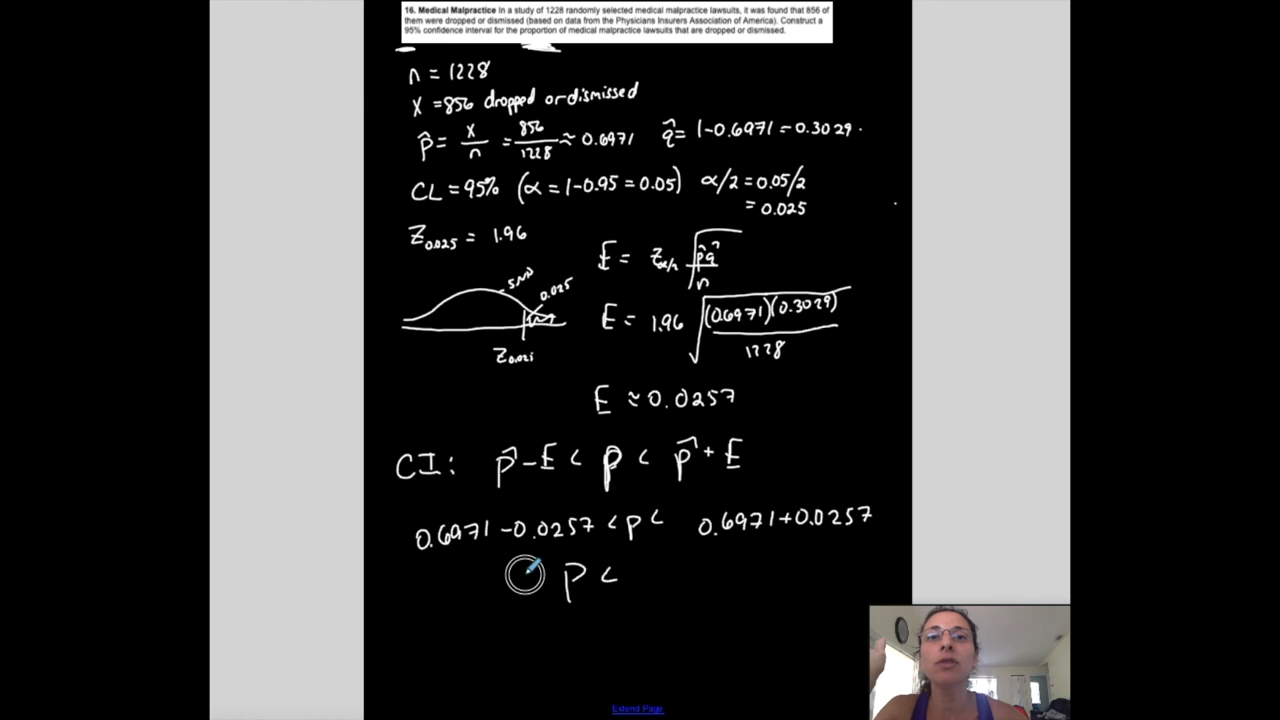 16. Medical Malpractice In a study of 1228 randomly selected medical malpractice lawsuits, it was found that 856 of
them were dropped or dismissed (based on data from the Physicians Insurers Association of America). Construct a
95% confidence interval for the proportion of medical malpractice lawsuits that are dropped or dismissed.
n = 1228
X = 856 dropped or dismissed
p̂ = x/n = 856/1228 ≈ 0.6971 q̂ = 1-0.6971 = 0.3029.
CL = 95% (α = 1-0.95 = 0.05) α/2 = 0.05/2
= 0.025
Z0.025 = 1.96
E = Zα/2 √(p̂q̂/n)
SND
0.025
E = 1.96 √((0.6971)(0.3029)/1228)
Z0.025
E ≈ 0.0257
CI: p̂ - E < p < p̂ + E
0.6971 - 0.0257 < p < 0.6971 + 0.0257
p <
Extend Page